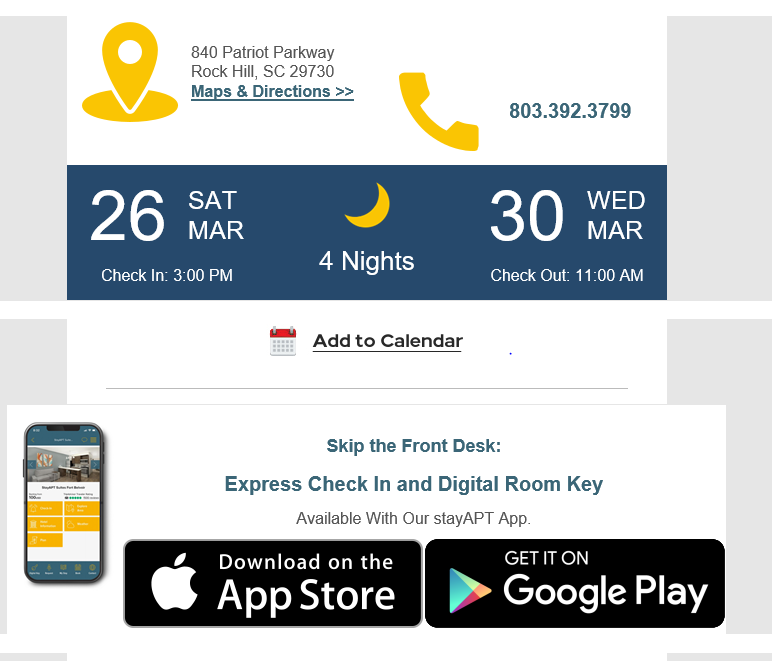 840 Patriot Parkway
Rock Hill, SC 29730
Maps & Directions >>
803.392.3799
26 SAT MAR
4 Nights
30 WED MAR
Check In: 3:00 PM
Check Out: 11:00 AM
Add to Calendar
Skip the Front Desk:
Express Check In and Digital Room Key
Available With Our stayAPT App.
Download on the
App Store
GET IT ON
Google Play